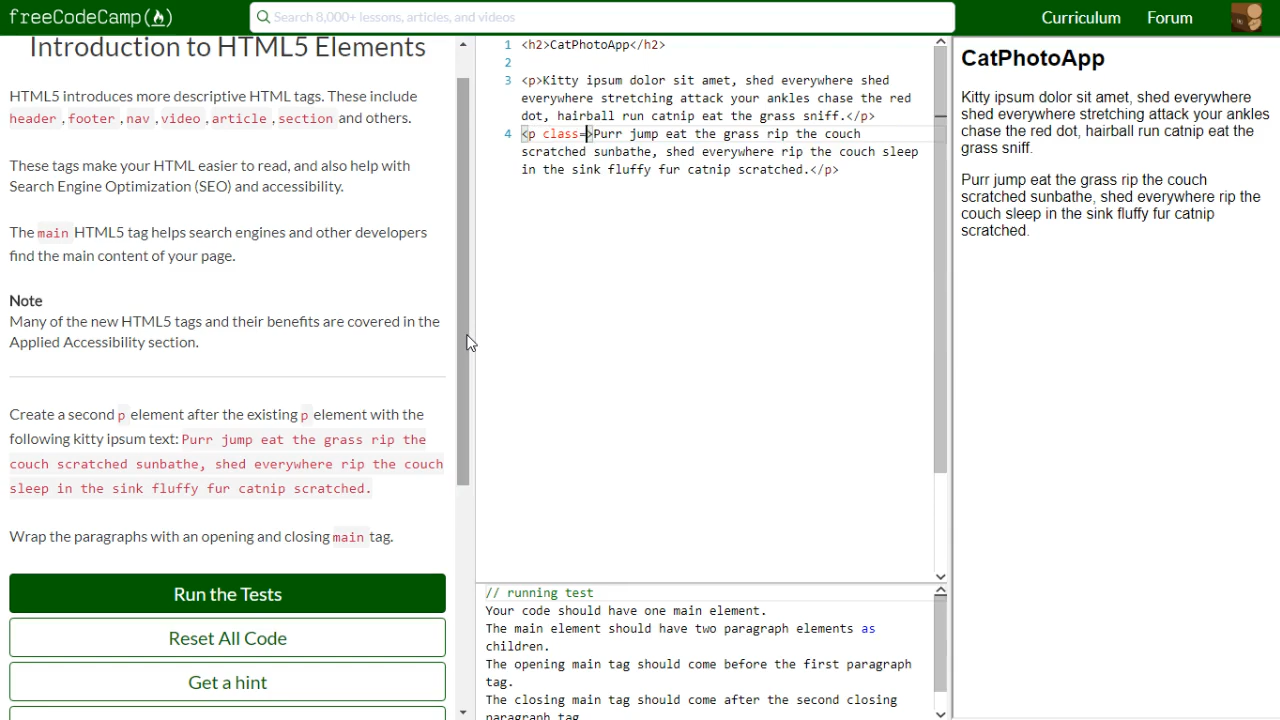 freeCodeCamp
Search 8,000+ lessons, articles, and videos
Curriculum
Forum
Introduction to HTML5 Elements
HTML5 introduces more descriptive HTML tags. These include
header ,footer ,nav ,video ,article ,section and others.
These tags make your HTML easier to read, and also help with
Search Engine Optimization (SEO) and accessibility.
The main HTML5 tag helps search engines and other developers
find the main content of your page.
Note
Many of the new HTML5 tags and their benefits are covered in the
Applied Accessibility section.
Create a second p element after the existing p element with the
following kitty ipsum text: Purr jump eat the grass rip the
couch scratched sunbathe, shed everywhere rip the couch
sleep in the sink fluffy fur catnip scratched.
Wrap the paragraphs with an opening and closing main tag.
Run the Tests
Reset All Code
Get a hint
1 <h2>CatPhotoApp</h2>
2
3 <p>Kitty ipsum dolor sit amet, shed everywhere shed
everywhere stretching attack your ankles chase the red
dot, hairball run catnip eat the grass sniff.</p>
4 <p class=>Purr jump eat the grass rip the couch
scratched sunbathe, shed everywhere rip the couch sleep
in the sink fluffy fur catnip scratched.</p>
// running test
Your code should have one main element.
The main element should have two paragraph elements as
children.
The opening main tag should come before the first paragraph
tag.
The closing main tag should come after the second closing
paragraph tag
CatPhotoApp
Kitty ipsum dolor sit amet, shed everywhere
shed everywhere stretching attack your ankles
chase the red dot, hairball run catnip eat the
grass sniff.
Purr jump eat the grass rip the couch
scratched sunbathe, shed everywhere rip the
couch sleep in the sink fluffy fur catnip
scratched.